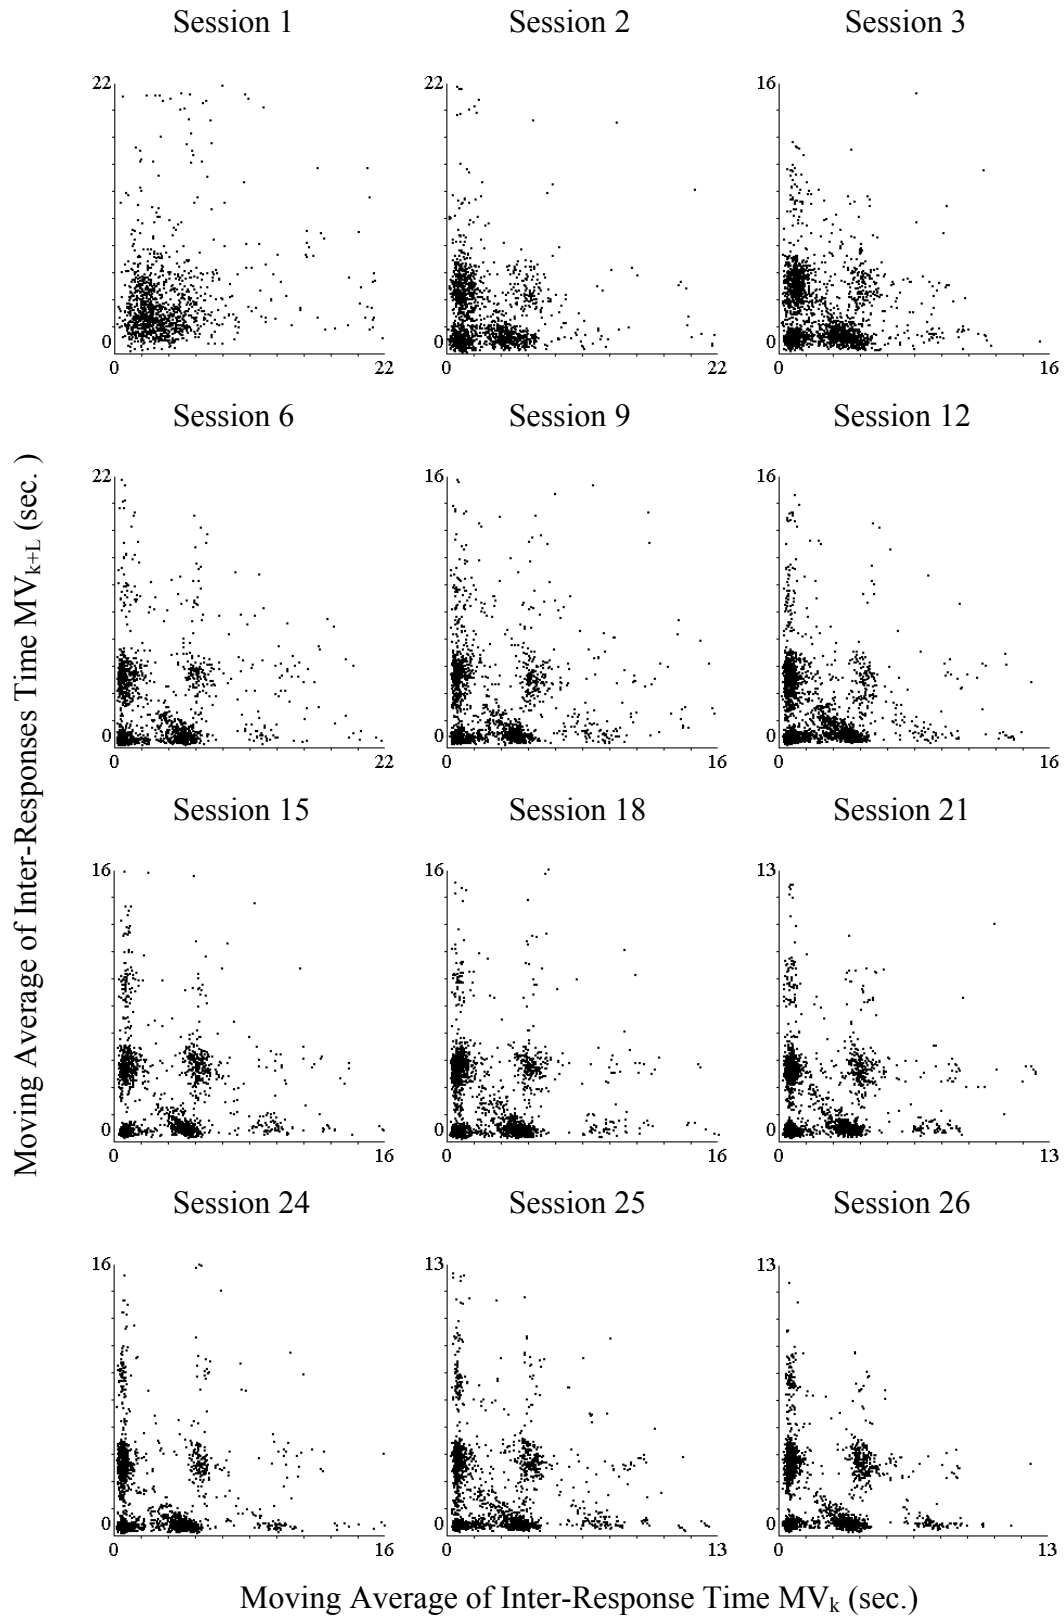 Session 1 Session 2 Session 3
22 22 16
0 0 0
0 22 0 22 0 16
Session 6 Session 9 Session 12
22 16 16
0 0 0
0 22 0 16 0 16
Session 15 Session 18 Session 21
16 16 13
0 0 0
0 16 0 16 0 13
Session 24 Session 25 Session 26
16 13 13
0 0 0
0 16 0 13 0 13
Moving Average of Inter-Responses Time MVk+L (sec. )
Moving Average of Inter-Response Time MVk (sec.)